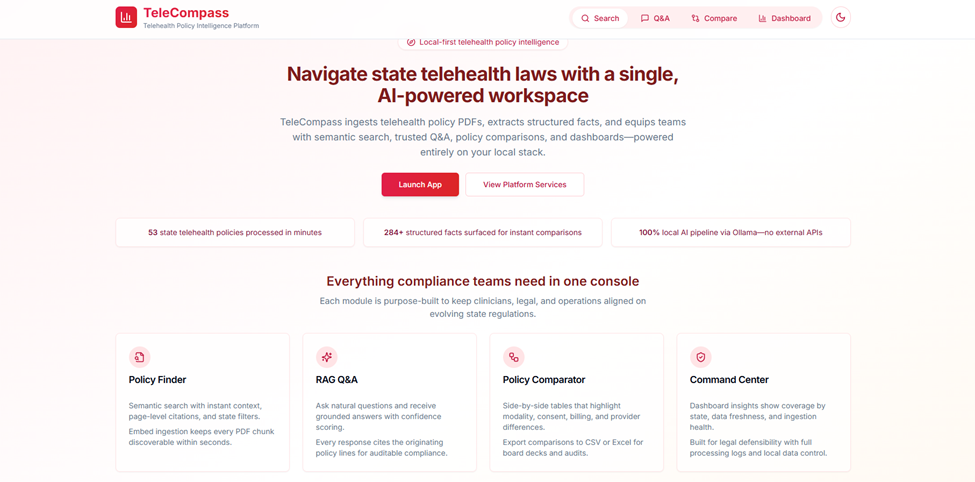 TeleCompass
Telehealth Policy Intelligence Platform
Search Q&A Compare Dashboard
Local-first telehealth policy intelligence
Navigate state telehealth laws with a single,
AI-powered workspace
TeleCompass ingests telehealth policy PDFs, extracts structured facts, and equips teams
with semantic search, trusted Q&A, policy comparisons, and dashboards—powered
entirely on your local stack.
Launch App View Platform Services
53 state telehealth policies processed in minutes
284+ structured facts surfaced for instant comparisons
100% local AI pipeline via Ollama—no external APIs
Everything compliance teams need in one console
Each module is purpose-built to keep clinicians, legal, and operations aligned on
evolving state regulations.
Policy Finder
Semantic search with instant context,
page-level citations, and state filters.
Embed ingestion keeps every PDF chunk
discoverable within seconds.
RAG Q&A
Ask natural questions and receive
grounded answers with confidence
scoring.
Every response cites the originating
policy lines for auditable compliance.
Policy Comparator
Side-by-side tables that highlight
modality, consent, billing, and provider
differences.
Export comparisons to CSV or Excel for
board decks and audits.
Command Center
Dashboard insights show coverage by
state, data freshness, and ingestion
health.
Built for legal defensibility with full
processing logs and local data control.